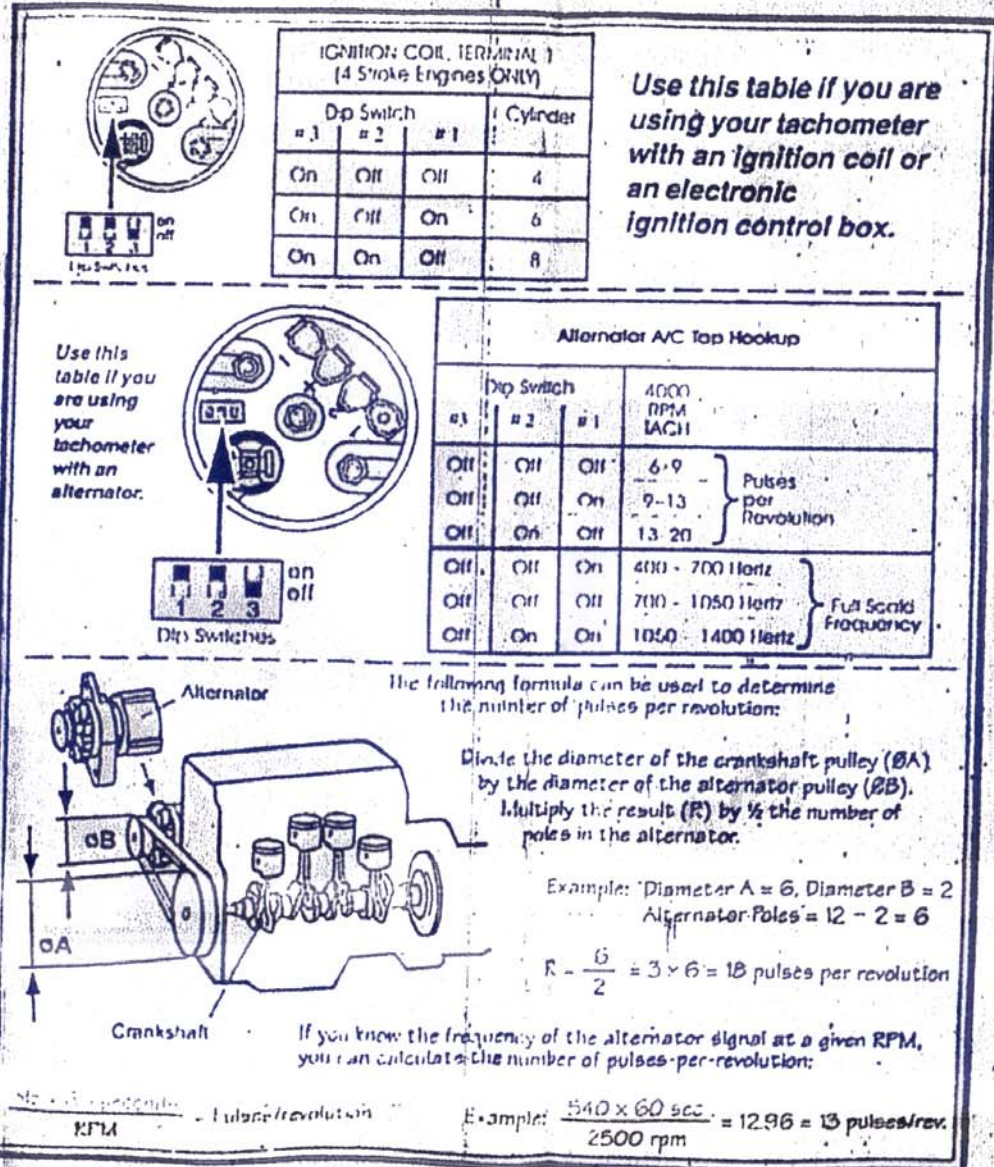 IGNITION COIL TERMINAL
(4 Stroke Engines ONLY)
Dip Switch
Cylinder
#3 #2 #1
On Off Off 4
On Off On 6
On On Off 8
Use this table if you are
using your tachometer
with an ignition coil or
an electronic
ignition control box.
on
off
1 2 3
Dip Switches
Use this
table if you
are using
your
tachometer
with an
alternator.
on
off
1 2 3
Dip Switches
Alternator A/C Tap Hookup
Dip Switch
4000
RPM
TACH
#3 #2 #1
Off Off Off 6-9
Off Off On 9-13
Off On Off 13-20
Pulses
per
Revolution
Off Off On 400 - 700 Hertz
Off Off Off 700 - 1050 Hertz
Off On On 1050 - 1400 Hertz
Full Scald
Frequency
Alternator
ØB
ØA
Crankshaft
The following formula can be used to determine
the number of pulses per revolution:
Divide the diameter of the crankshaft pulley (ØA)
by the diameter of the alternator pulley (ØB).
Multiply the result (R) by ½ the number of
poles in the alternator.
Example: Diameter A = 6, Diameter B = 2
Alternator Poles = 12 - 2 = 6
R - 6/2 = 3 × 6 = 18 pulses per revolution
If you know the frequency of the alternator signal at a given RPM,
you can calculate the number of pulses-per-revolution:
RPM
Pulses/revolution
Example: 540 x 60 sec / 2500 rpm = 12.96 = 13 pulses/rev.